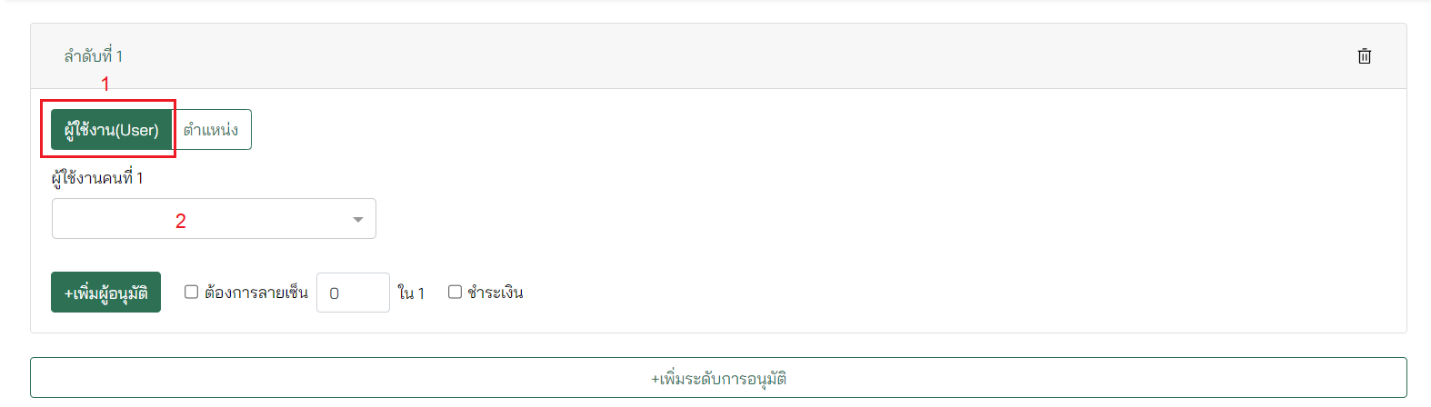 ลำดับที่ 1
1
ผู้ใช้งาน(User) ตำแหน่ง
ผู้ใช้งานคนที่ 1
2
+เพิ่มผู้อนุมัติ ต้องการลายเซ็น 0 ใน 1 ชำระเงิน
+เพิ่มระดับการอนุมัติ